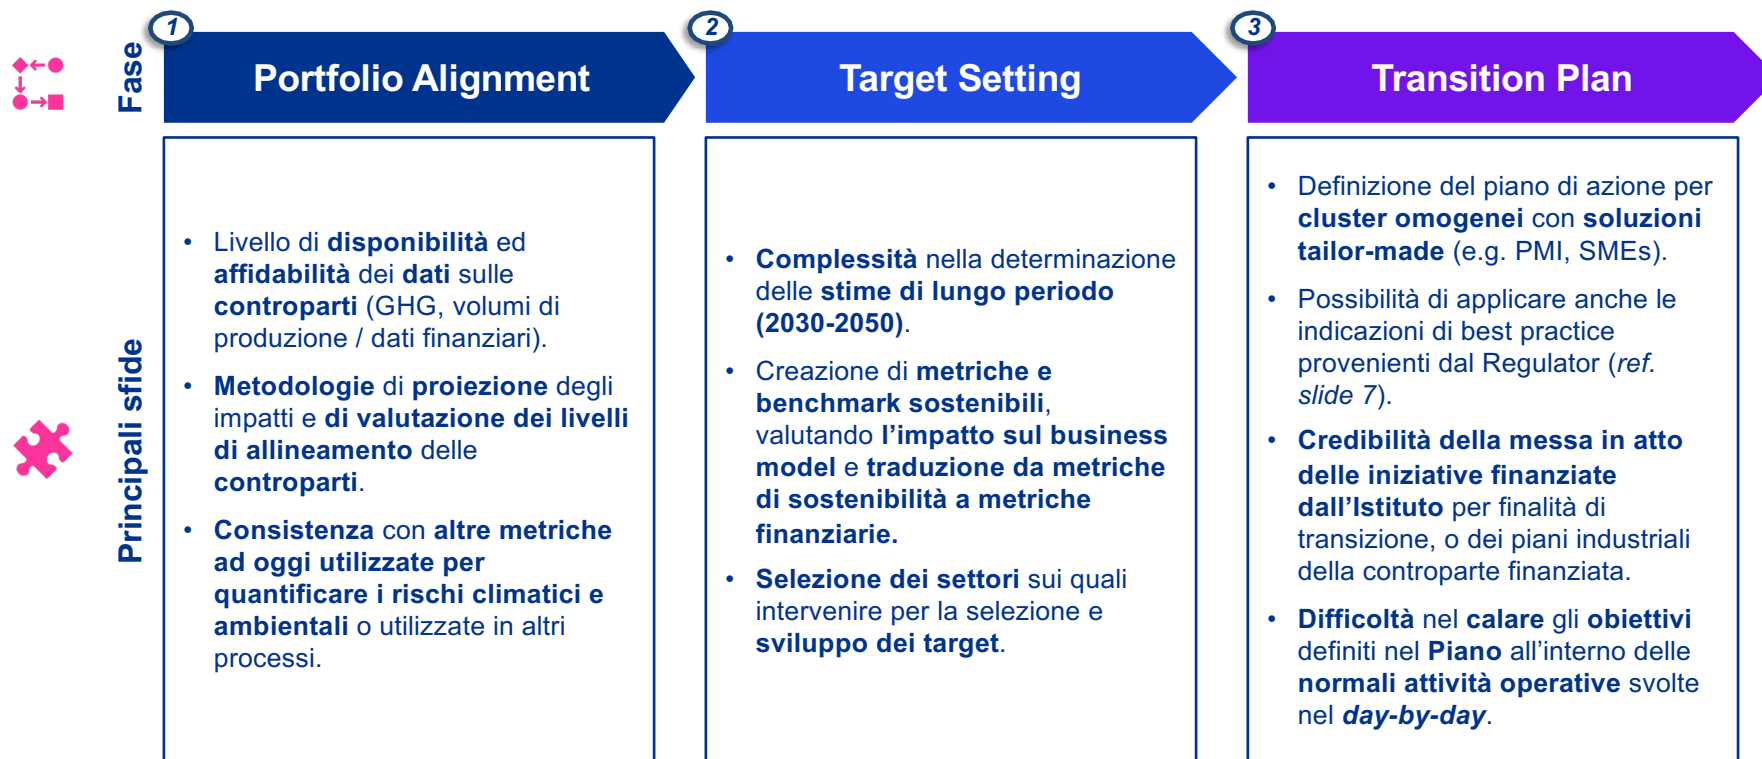 Fase
1
Portfolio Alignment
2
Target Setting
3
Transition Plan
Principali sfide
• Livello di disponibilità ed
affidabilità dei dati sulle
controparti (GHG, volumi di
produzione / dati finanziari).
• Metodologie di proiezione degli
impatti e di valutazione dei livelli
di allineamento delle
controparti.
• Consistenza con altre metriche
ad oggi utilizzate per
quantificare i rischi climatici e
ambientali o utilizzate in altri
processi.
• Complessità nella determinazione
delle stime di lungo periodo
(2030-2050).
• Creazione di metriche e
benchmark sostenibili,
valutando l’impatto sul business
model e traduzione da metriche
di sostenibilità a metriche
finanziarie.
• Selezione dei settori sui quali
intervenire per la selezione e
sviluppo dei target.
• Definizione del piano di azione per
cluster omogenei con soluzioni
tailor-made (e.g. PMI, SMEs).
• Possibilità di applicare anche le
indicazioni di best practice
provenienti dal Regulator (ref.
slide 7).
• Credibilità della messa in atto
delle iniziative finanziate
dall’Istituto per finalità di
transizione, o dei piani industriali
della controparte finanziata.
• Difficoltà nel calare gli obiettivi
definiti nel Piano all’interno delle
normali attività operative svolte
nel day-by-day.